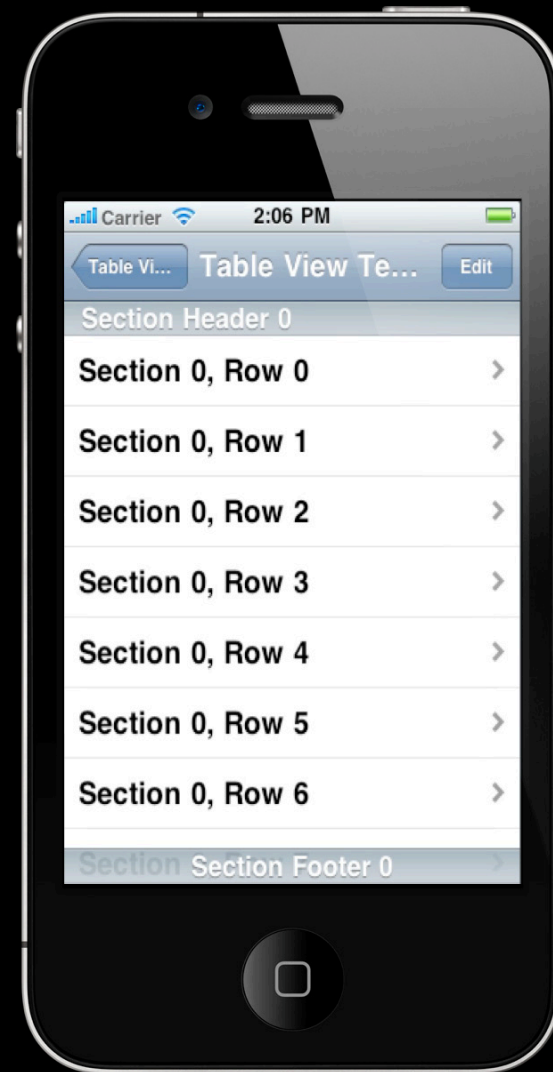 Carrier 2:06 PM
Table Vi... Table View Te... Edit
Section Header 0
Section 0, Row 0
Section 0, Row 1
Section 0, Row 2
Section 0, Row 3
Section 0, Row 4
Section 0, Row 5
Section 0, Row 6
Section
Section Footer 0